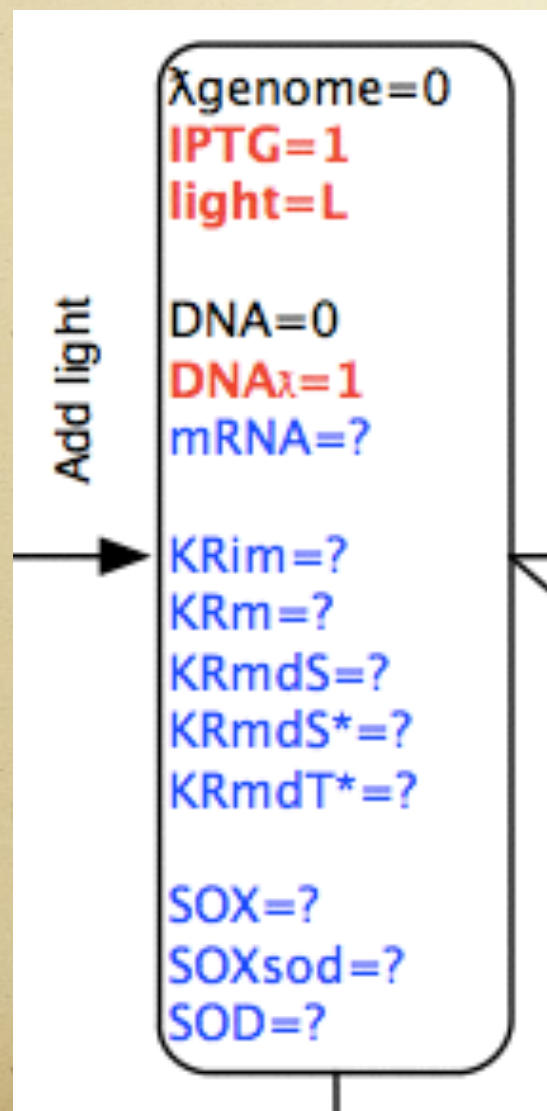 Add light
λgenome=0
IPTG=1
light=L
DNA=0
DNAλ=1
mRNA=?
KRim=?
KRm=?
KRmdS=?
KRmdS*=?
KRmdT*=?
SOX=?
SOXsod=?
SOD=?